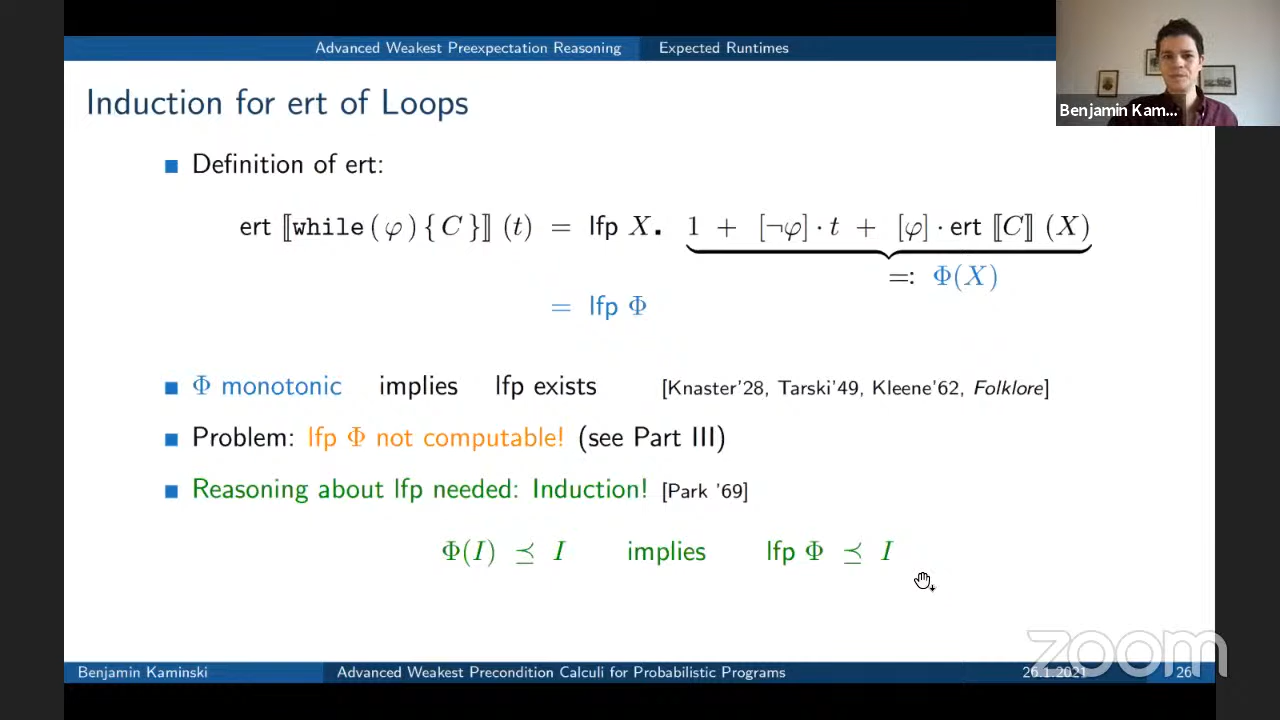 Advanced Weakest Preexpectation Reasoning Expected Runtimes
Benjamin Kam...
Induction for ert of Loops
Definition of ert:
ert ⟦while (φ) { C }⟧ (t) = lfp X. 1 + [¬φ] · t + [φ] · ert ⟦C⟧ (X)
=: Φ(X)
= lfp Φ
Φ monotonic implies lfp exists [Knaster'28, Tarski'49, Kleene'62, Folklore]
Problem: lfp Φ not computable! (see Part III)
Reasoning about lfp needed: Induction! [Park '69]
Φ(I) ⪯ I implies lfp Φ ⪯ I
zoom
Benjamin Kaminski Advanced Weakest Precondition Calculi for Probabilistic Programs 26.1.2021 26